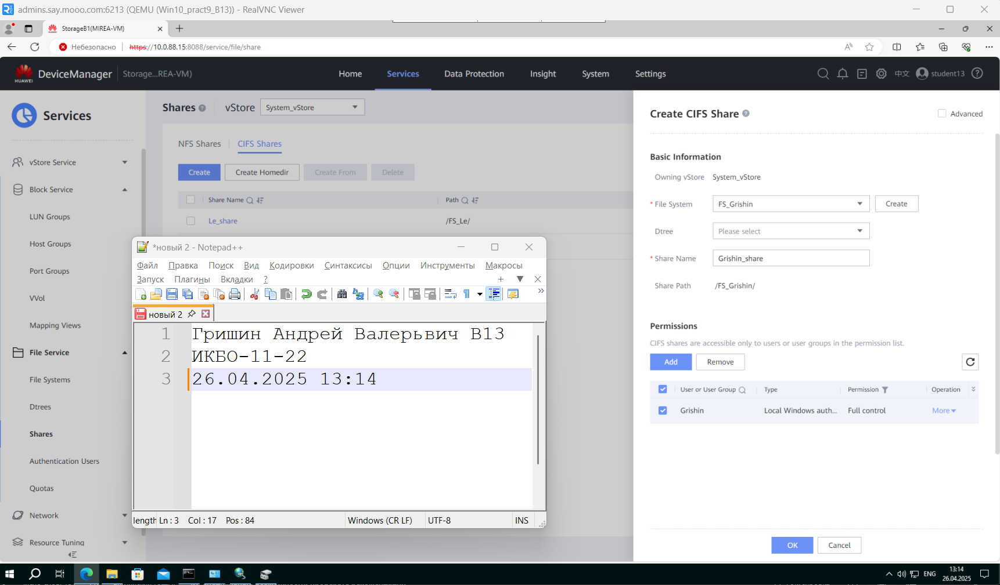 admins.say.mooo.com:6213 (QEMU (Win10_pract9_B13)) - RealVNC Viewer
StorageB1(MIREA-VM)
Небезопасно https://10.0.88.15:8088/service/file/share
HUAWEI DeviceManager Storage...REA-VM) Home Services Data Protection Insight System Settings 中文 student13
Services
vStore Service
Block Service
LUN Groups
Host Groups
Port Groups
VVol
Mapping Views
File Service
File Systems
Dtrees
Shares
Authentication Users
Quotas
Network
Resource Tuning
Shares vStore System_vStore
NFS Shares CIFS Shares
Create Create Homedir Create From Delete
Share Name Path
Le_share /FS_Le/
*новый 2 - Notepad++
Файл Правка Поиск Вид Кодировки Синтаксисы Опции Инструменты Макросы
Запуск Плагины Вкладки ?
новый 2
1 Гришин Андрей Валерьвич В13
2 ИКБО-11-22
3 26.04.2025 13:14
length Ln : 3 Col : 17 Pos : 84 Windows (CR LF) UTF-8 INS
Create CIFS Share Advanced
Basic Information
Owning vStore System_vStore
* File System FS_Grishin Create
Dtree Please select
* Share Name Grishin_share
Share Path /FS_Grishin/
Permissions
CIFS shares are accessible only to users or user groups in the permission list.
Add Remove
User or User Group Type Permission Operation
Grishin Local Windows auth... Full control More
OK Cancel
ENG 13:14
26.04.2025